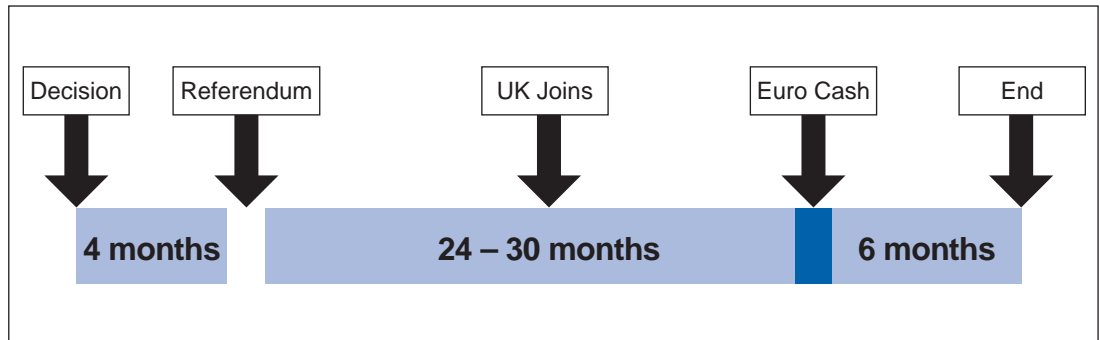 Decision
Referendum
UK Joins
Euro Cash
End
4 months
24 – 30 months
6 months